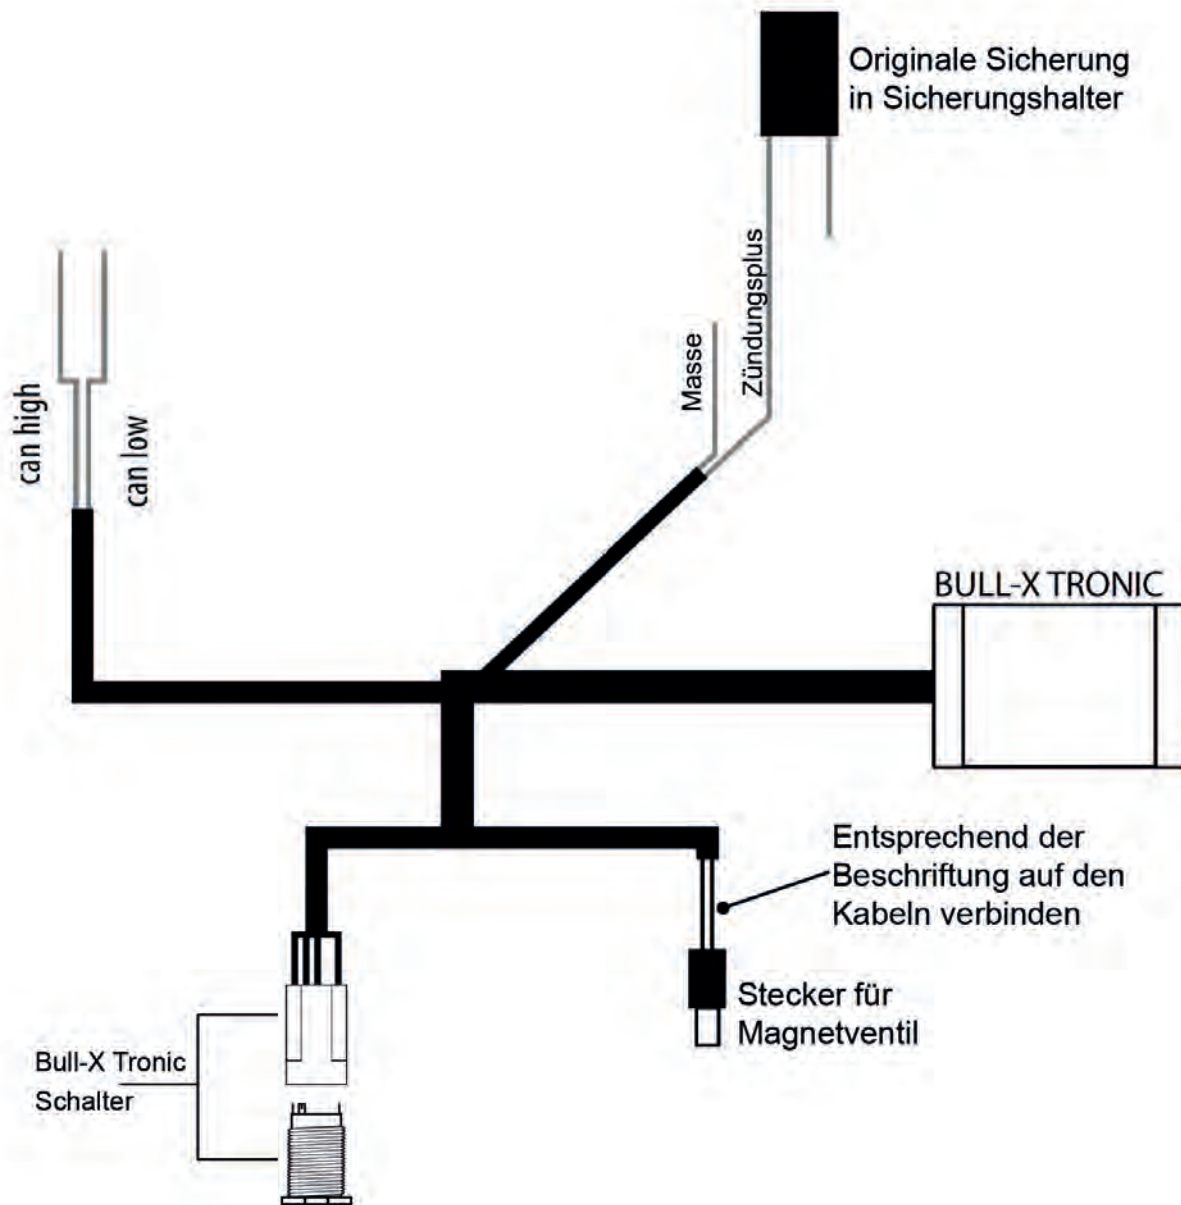 Originale Sicherung
in Sicherungshalter
Zündungsplus
Masse
can high
can low
BULL-X TRONIC
Entsprechend der
Beschriftung auf den
Kabeln verbinden
Stecker für
Magnetventil
Bull-X Tronic
Schalter